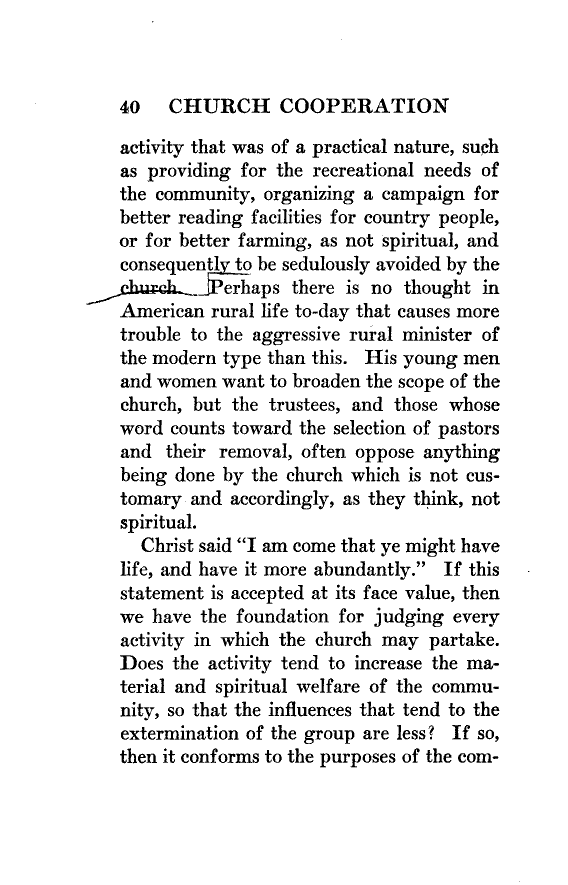 40 CHURCH COOPERATION
activity that was of a practical nature, such
as providing for the recreational needs of
the community, organizing a campaign for
better reading facilities for country people,
or for better farming, as not spiritual, and
consequently to be sedulously avoided by the
church. Perhaps there is no thought in
American rural life to-day that causes more
trouble to the aggressive rural minister of
the modern type than this. His young men
and women want to broaden the scope of the
church, but the trustees, and those whose
word counts toward the selection of pastors
and their removal, often oppose anything
being done by the church which is not cus-
tomary and accordingly, as they think, not
spiritual.
Christ said "I am come that ye might have
life, and have it more abundantly." If this
statement is accepted at its face value, then
we have the foundation for judging every
activity in which the church may partake.
Does the activity tend to increase the ma-
terial and spiritual welfare of the commu-
nity, so that the influences that tend to the
extermination of the group are less? If so,
then it conforms to the purposes of the com-